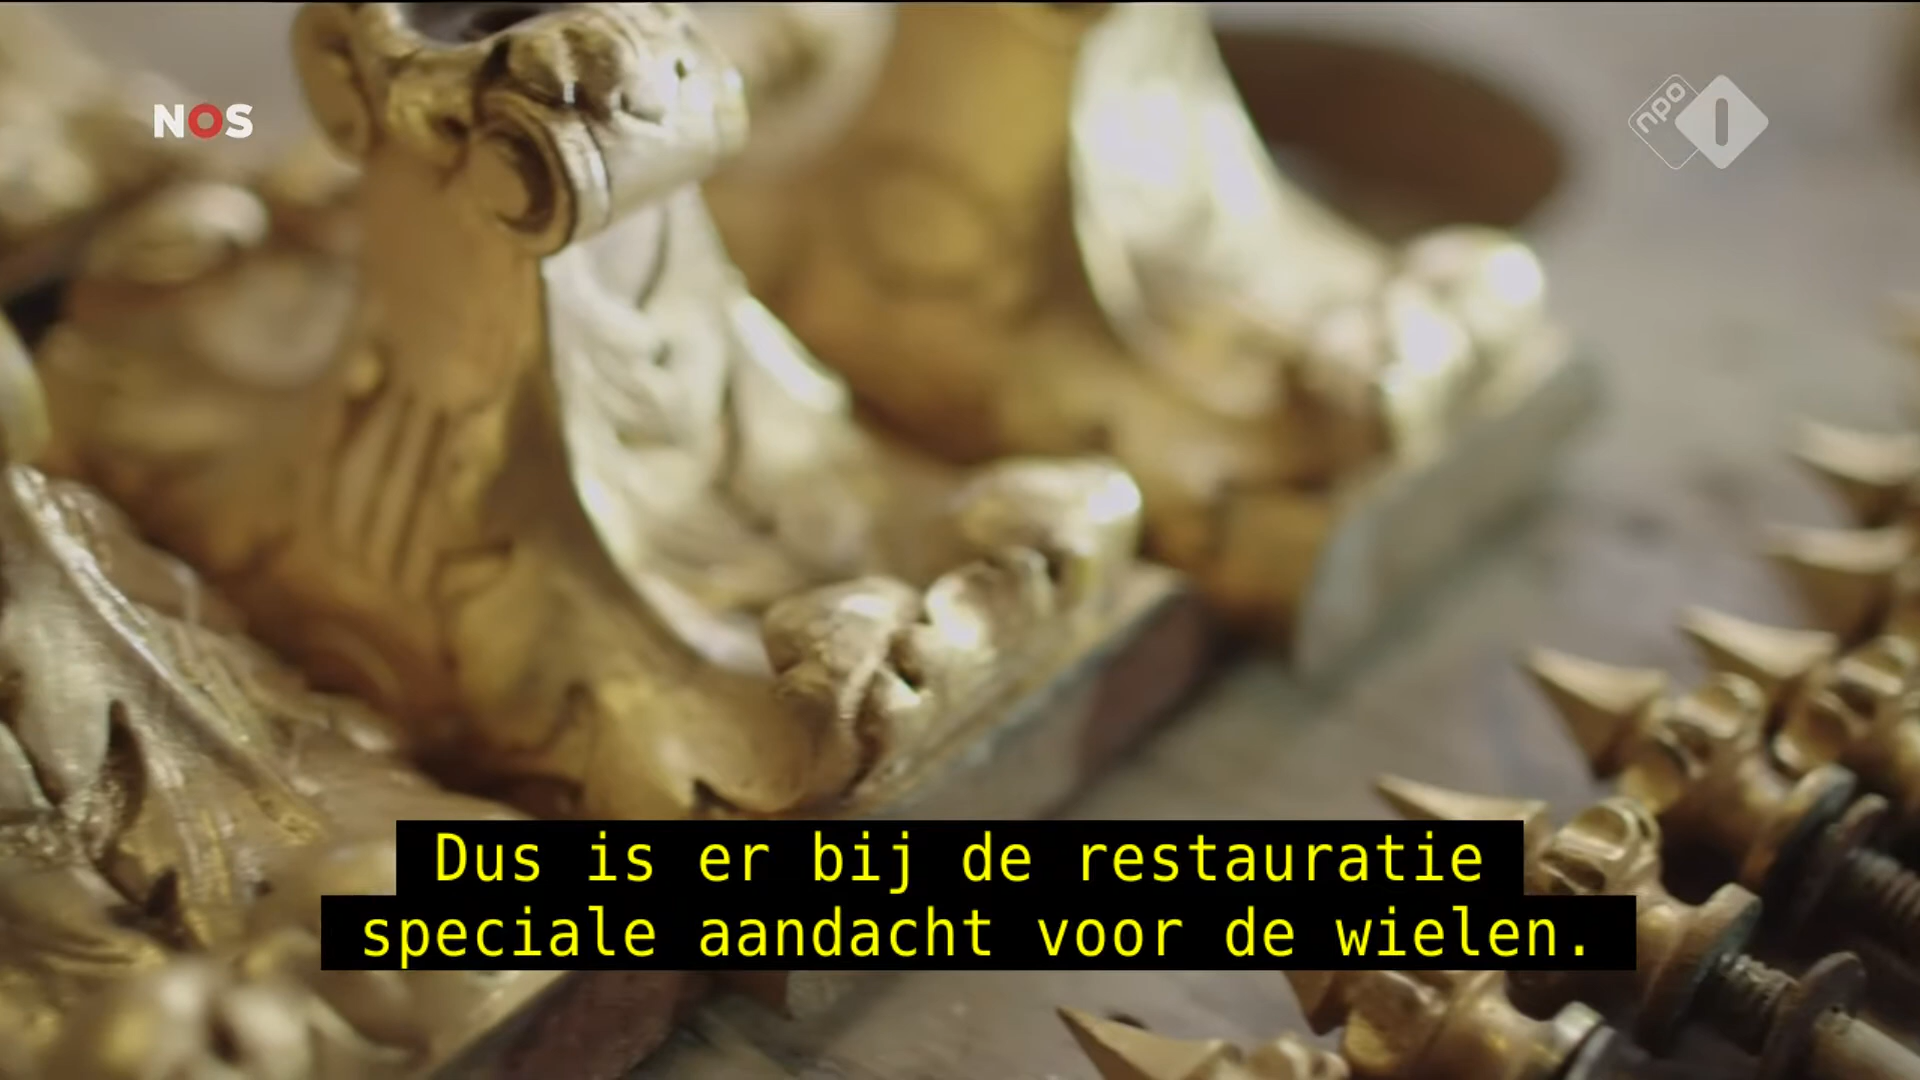 NOS
npo 1
Dus is er bij de restauratie
speciale aandacht voor de wielen.